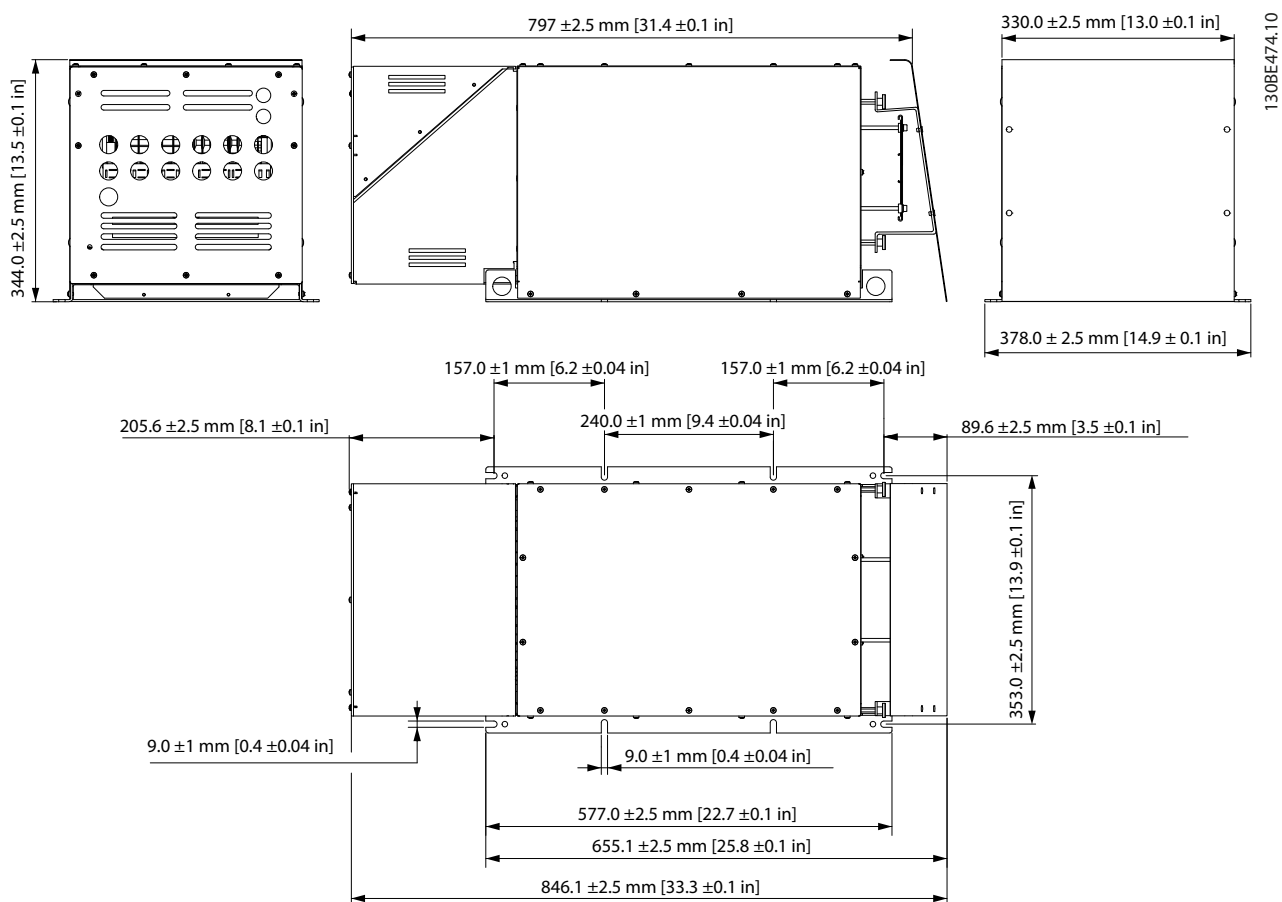 797 ±2.5 mm [31.4 ±0.1 in]
330.0 ±2.5 mm [13.0 ±0.1 in]
130BE474.10
344.0 ±2.5 mm [13.5 ±0.1 in]
378.0 ± 2.5 mm [14.9 ± 0.1 in]
157.0 ±1 mm [6.2 ±0.04 in]
157.0 ±1 mm [6.2 ±0.04 in]
205.6 ±2.5 mm [8.1 ±0.1 in]
240.0 ±1 mm [9.4 ±0.04 in]
89.6 ±2.5 mm [3.5 ±0.1 in]
353.0 ±2.5 mm [13.9 ±0.1 in]
9.0 ±1 mm [0.4 ±0.04 in]
9.0 ±1 mm [0.4 ±0.04 in]
577.0 ±2.5 mm [22.7 ±0.1 in]
655.1 ±2.5 mm [25.8 ±0.1 in]
846.1 ±2.5 mm [33.3 ±0.1 in]